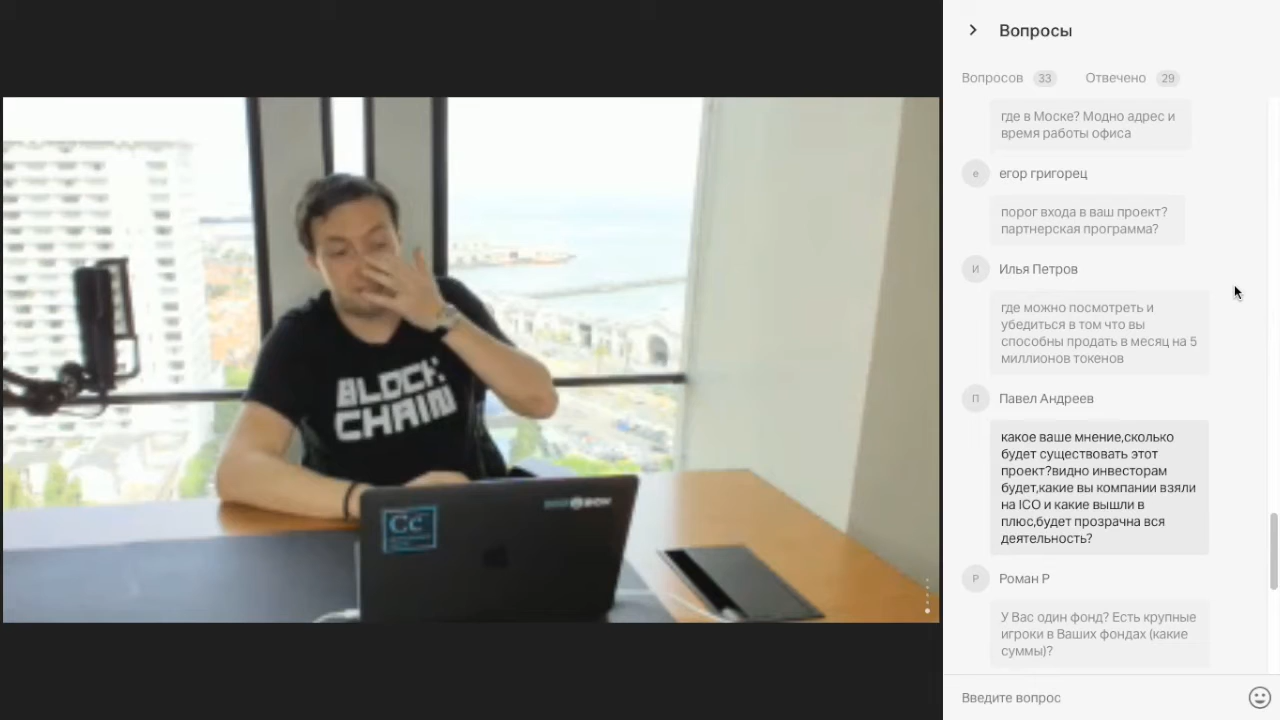 Вопросы
Вопросов 33 Отвечено 29
где в Моске? Модно адрес и
время работы офиса
е егор григорец
порог входа в ваш проект?
партнерская программа?
И Илья Петров
где можно посмотреть и
убедиться в том что вы
способны продать в месяц на 5
миллионов токенов
П Павел Андреев
какое ваше мнение,сколько
будет существовать этот
проект?видно инвесторам
будет,какие вы компании взяли
на ICO и какие вышли в
плюс,будет прозрачна вся
деятельность?
Р Роман Р
У Вас один фонд? Есть крупные
игроки в Ваших фондах (какие
суммы)?
Введите вопрос
BLOCK
CHAIN
Cc